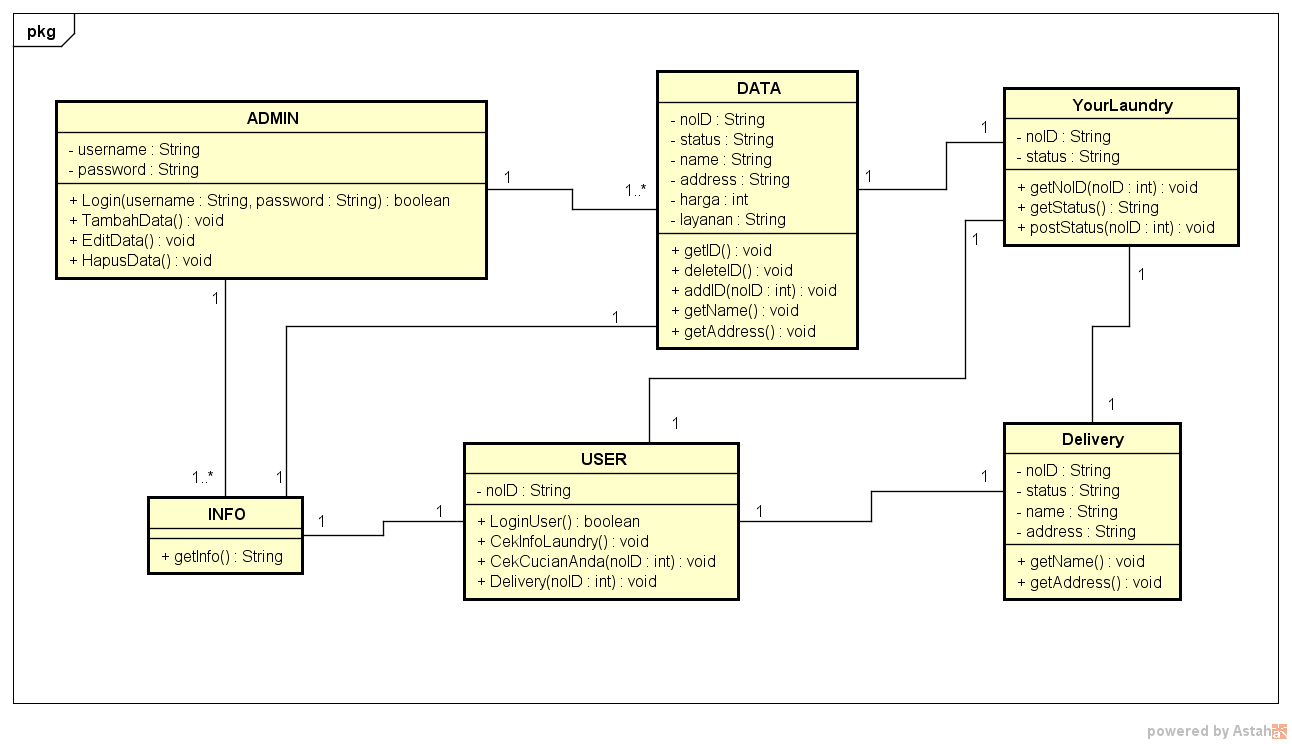 pkg
ADMIN
- username : String
- password : String
+ Login(username : String, password : String) : boolean
+ TambahData() : void
+ EditData() : void
+ HapusData() : void
1
1..*
DATA
- noID : String
- status : String
- name : String
- address : String
- harga : int
- layanan : String
+ getID() : void
+ deleteID() : void
+ addID(noID : int) : void
+ getName() : void
+ getAddress() : void
1
1
YourLaundry
- noID : String
- status : String
+ getNoID(noID : int) : void
+ getStatus() : String
+ postStatus(noID : int) : void
1
1
1
1
1
1
1..*
1
INFO
+ getInfo() : String
1
1
USER
- noID : String
+ LoginUser() : boolean
+ CekInfoLaundry() : void
+ CekCucianAnda(noID : int) : void
+ Delivery(noID : int) : void
1
1
Delivery
- noID : String
- status : String
- name : String
- address : String
+ getName() : void
+ getAddress() : void
powered by Astah